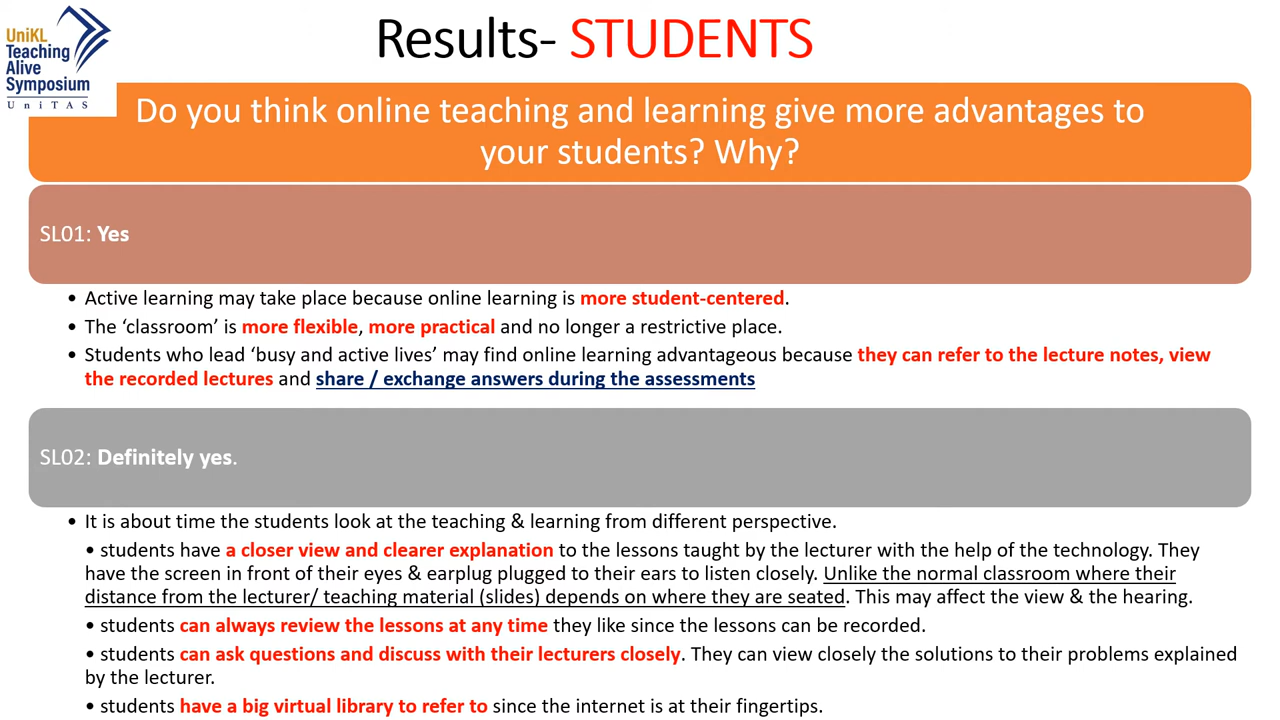 UniKL
Teaching
Alive
Symposium
UniTAS
Results- STUDENTS
Do you think online teaching and learning give more advantages to
your students? Why?
SL01: Yes
• Active learning may take place because online learning is more student-centered.
• The ‘classroom’ is more flexible, more practical and no longer a restrictive place.
• Students who lead ‘busy and active lives’ may find online learning advantageous because they can refer to the lecture notes, view
the recorded lectures and share / exchange answers during the assessments
SL02: Definitely yes.
• It is about time the students look at the teaching & learning from different perspective.
• students have a closer view and clearer explanation to the lessons taught by the lecturer with the help of the technology. They
have the screen in front of their eyes & earplug plugged to their ears to listen closely. Unlike the normal classroom where their
distance from the lecturer/ teaching material (slides) depends on where they are seated. This may affect the view & the hearing.
• students can always review the lessons at any time they like since the lessons can be recorded.
• students can ask questions and discuss with their lecturers closely. They can view closely the solutions to their problems explained
by the lecturer.
• students have a big virtual library to refer to since the internet is at their fingertips.